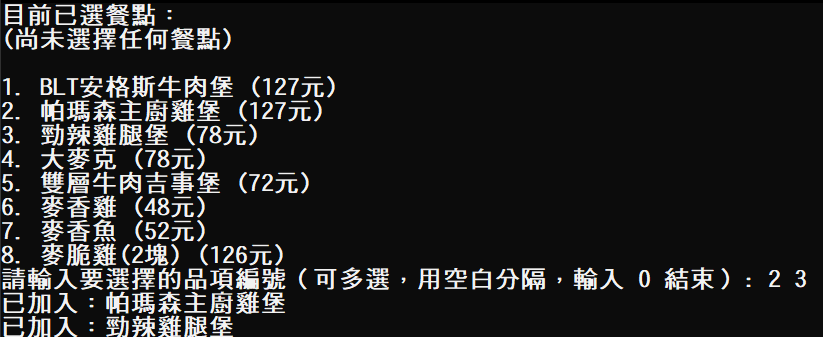 目前已選餐點：
(尚未選擇任何餐點)
1. BLT安格斯牛肉堡 (127元)
2. 帕瑪森主廚雞堡 (127元)
3. 勁辣雞腿堡 (78元)
4. 大麥克 (78元)
5. 雙層牛肉吉事堡 (72元)
6. 麥香雞 (48元)
7. 麥香魚 (52元)
8. 麥脆雞(2塊) (126元)
請輸入要選擇的品項編號（可多選，用空白分隔，輸入 0 結束）: 2 3
已加入：帕瑪森主廚雞堡
已加入：勁辣雞腿堡